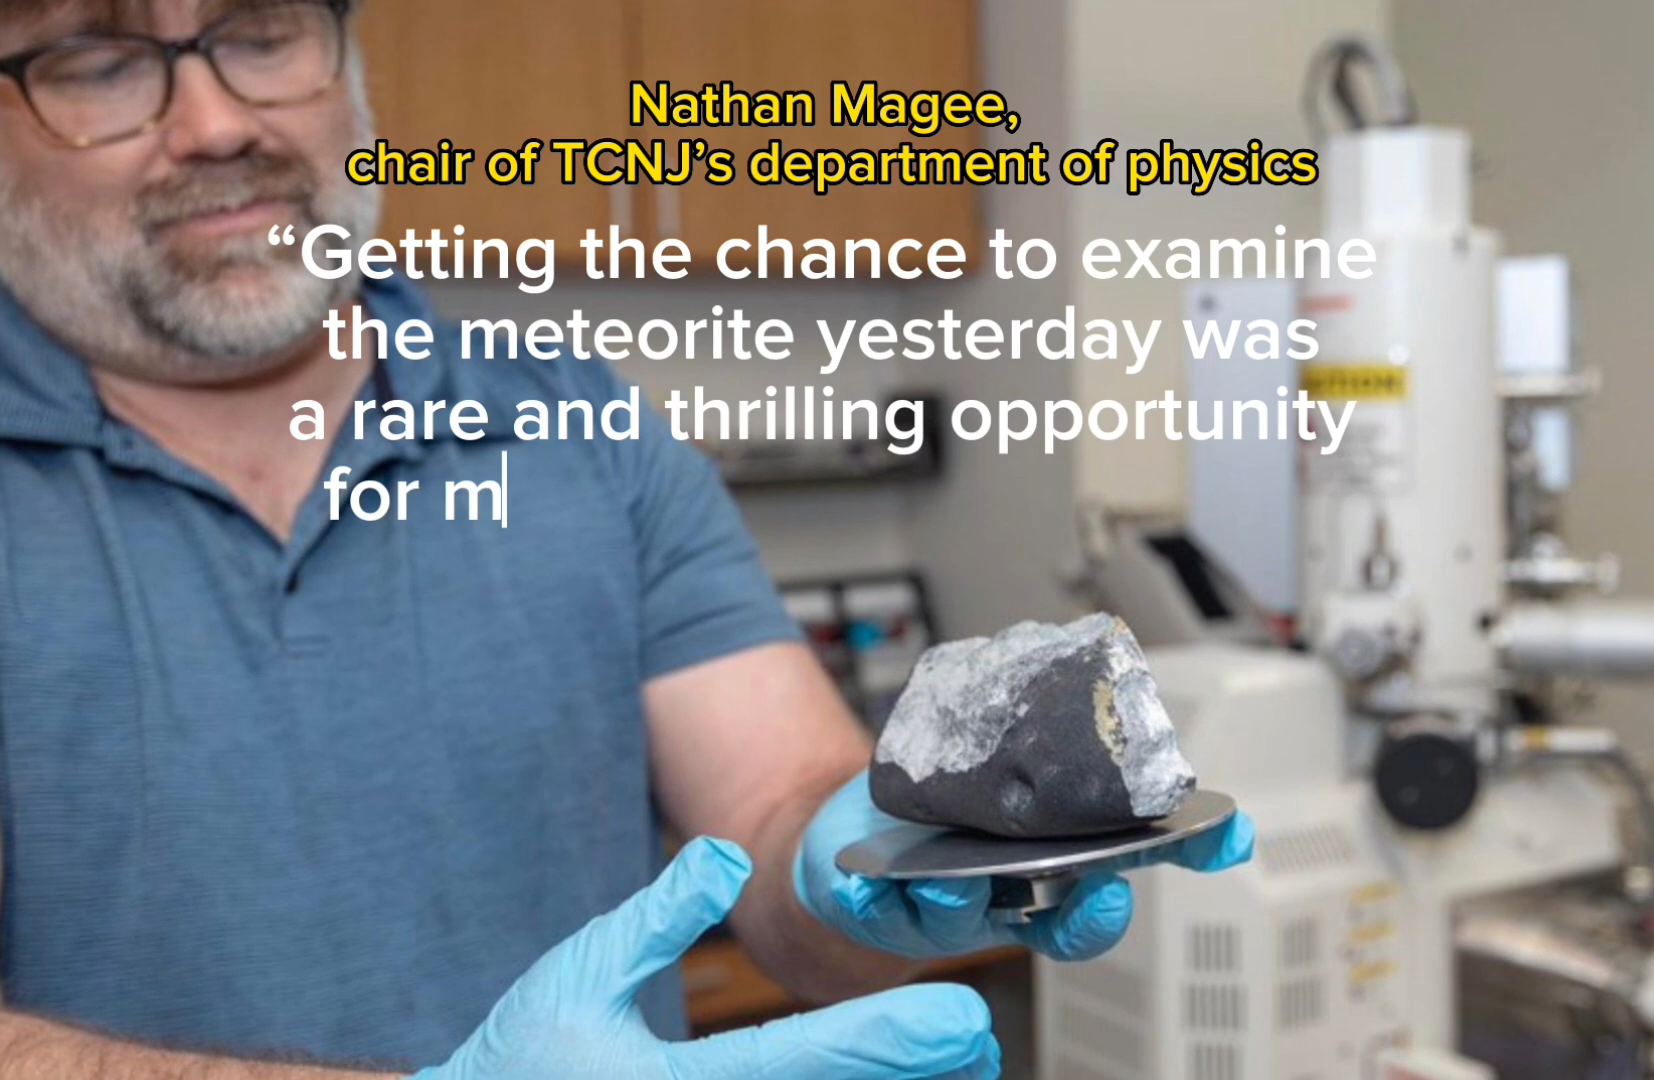 Nathan Magee,
chair of TCNJ’s department of physics
“Getting the chance to examine
the meteorite yesterday was
a rare and thrilling opportunity
for m